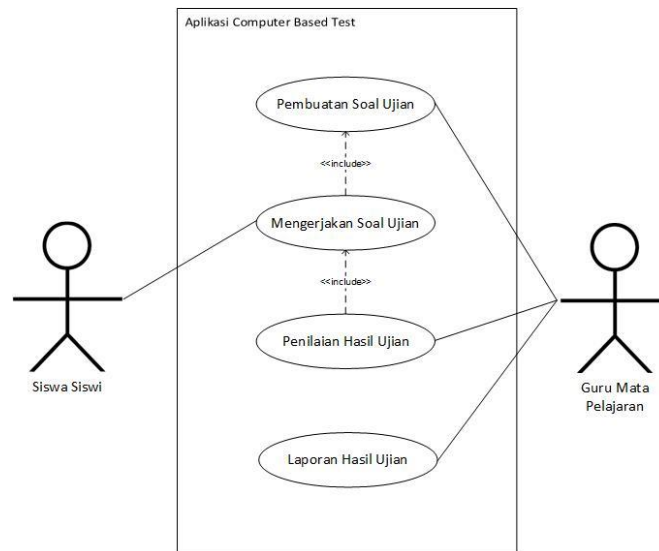 Aplikasi Computer Based Test
Pembuatan Soal Ujian
<<include>>
Mengerjakan Soal Ujian
<<include>>
Penilaian Hasil Ujian
Siswa Siswi
Guru Mata
Pelajaran
Laporan Hasil Ujian